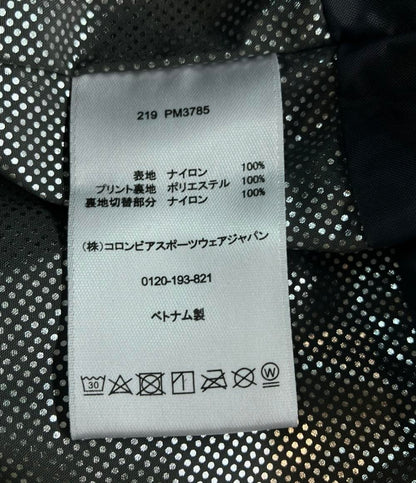 219 PM3785
表地 ナイロン 100%
プリント裏地 ポリエステル 100%
裏地切替部分 ナイロン 100%
(株)コロンビアスポーツウェアジャパン
0120-193-821
ベトナム製
30 W